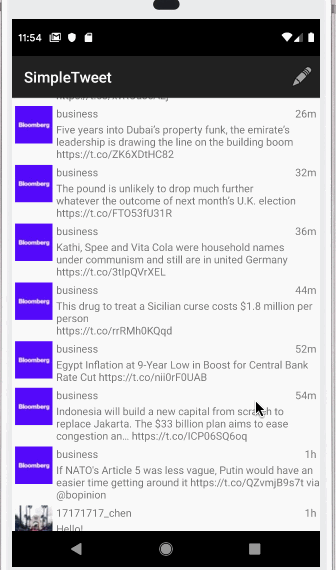 11:54
SimpleTweet
business 26m
Bloomberg
Five years into Dubai's property funk, the emirate's
leadership is drawing the line on the building boom
https://t.co/ZK6XDtHC82
business 32m
Bloomberg
The pound is unlikely to drop much further
whatever the outcome of next month's U.K. election
https://t.co/FTO53fU31R
business 36m
Bloomberg
Kathi, Spee and Vita Cola were household names
under communism and still are in united Germany
https://t.co/3tIpQVrXEL
business 44m
Bloomberg
This drug to treat a Sicilian curse costs $1.8 million per
person
https://t.co/rrRMh0KQqd
business 52m
Bloomberg
Egypt Inflation at 9-Year Low in Boost for Central Bank
Rate Cut https://t.co/nii0rF0UAB
business 54m
Bloomberg
Indonesia will build a new capital from scratch to
replace Jakarta. The $33 billion plan aims to ease
congestion an… https://t.co/ICP06SQ6oq
business 1h
Bloomberg
If NATO's Article 5 was less vague, Putin would have an
easier time getting around it https://t.co/QZvmjB9s7t via
@bopinion
17171717_chen 1h
Hello!